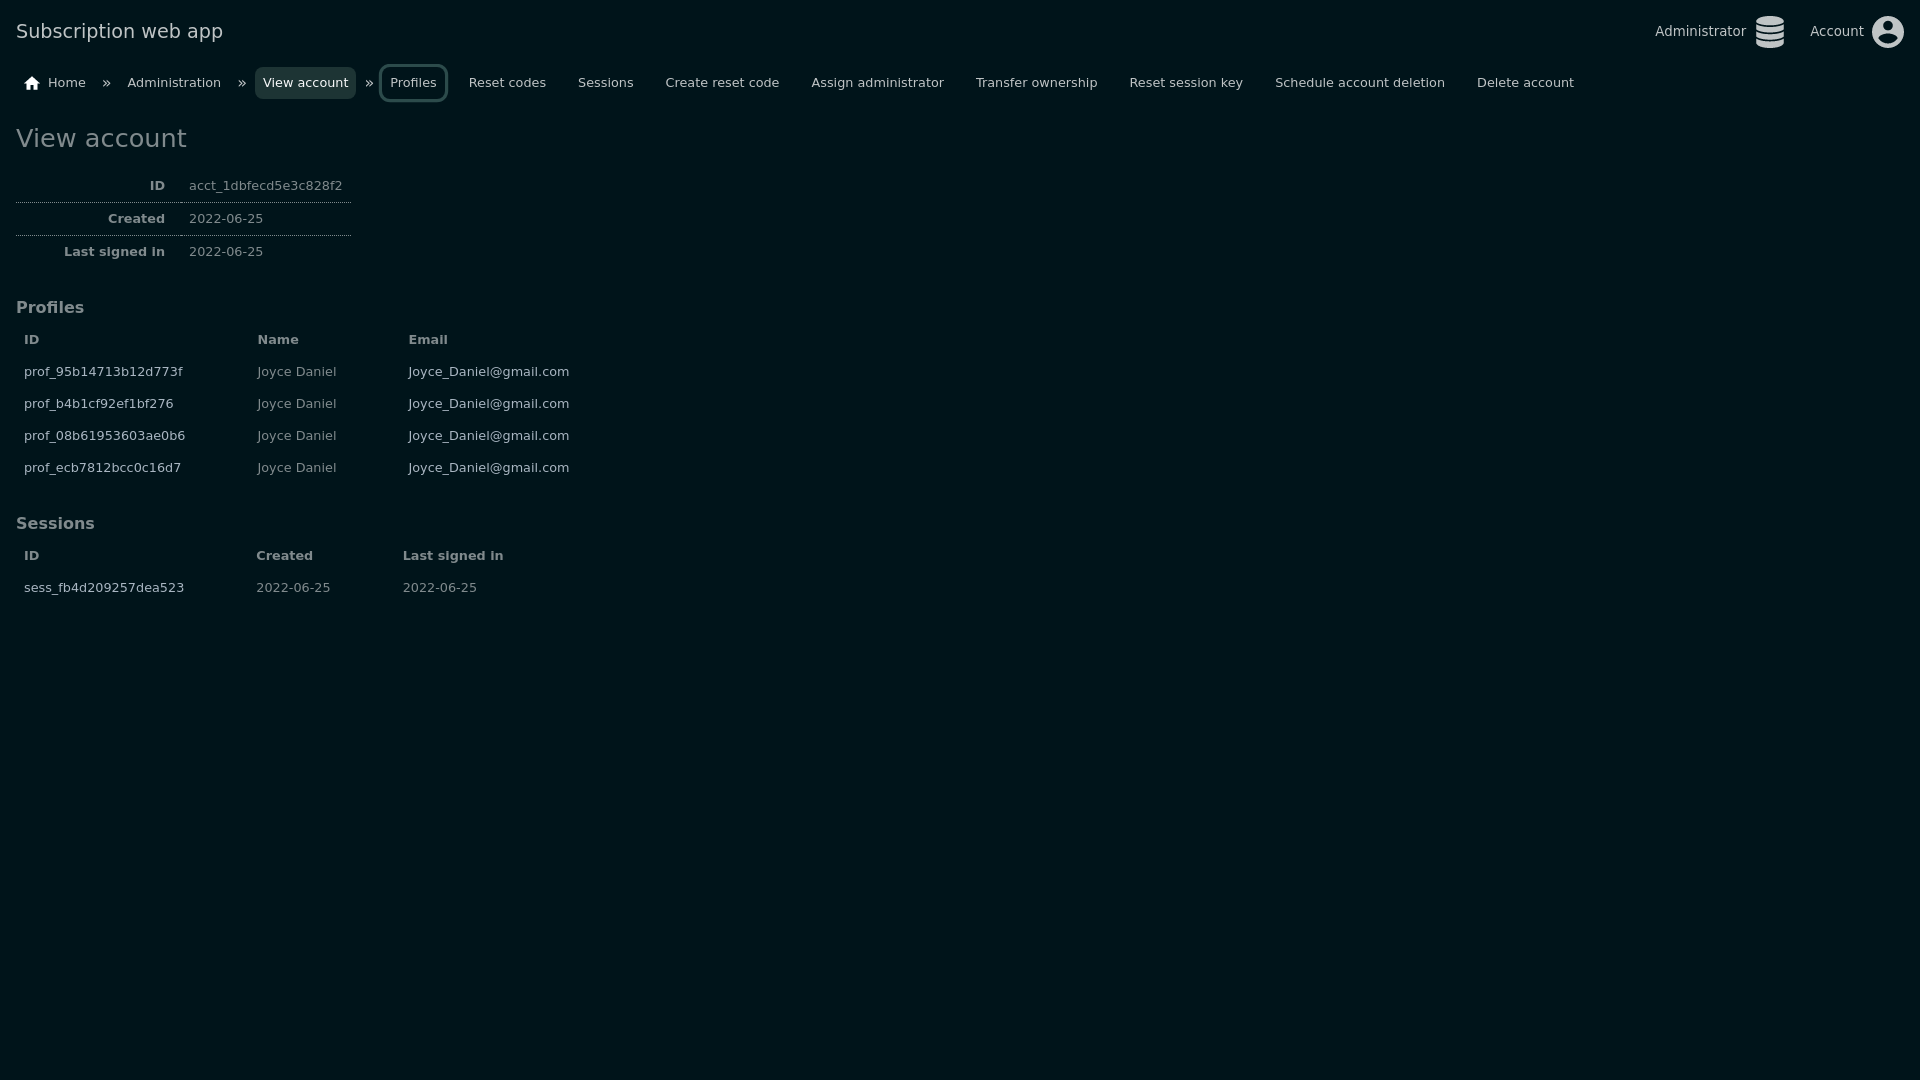 Subscription web app
Administrator
Account
Home » Administration » View account » Profiles Reset codes Sessions Create reset code Assign administrator Transfer ownership Reset session key Schedule account deletion Delete account
View account
ID acct_1dbfecd5e3c828f2
Created 2022-06-25
Last signed in 2022-06-25
Profiles
ID Name Email
prof_95b14713b12d773f Joyce Daniel Joyce_Daniel@gmail.com
prof_b4b1cf92ef1bf276 Joyce Daniel Joyce_Daniel@gmail.com
prof_08b61953603ae0b6 Joyce Daniel Joyce_Daniel@gmail.com
prof_ecb7812bcc0c16d7 Joyce Daniel Joyce_Daniel@gmail.com
Sessions
ID Created Last signed in
sess_fb4d209257dea523 2022-06-25 2022-06-25